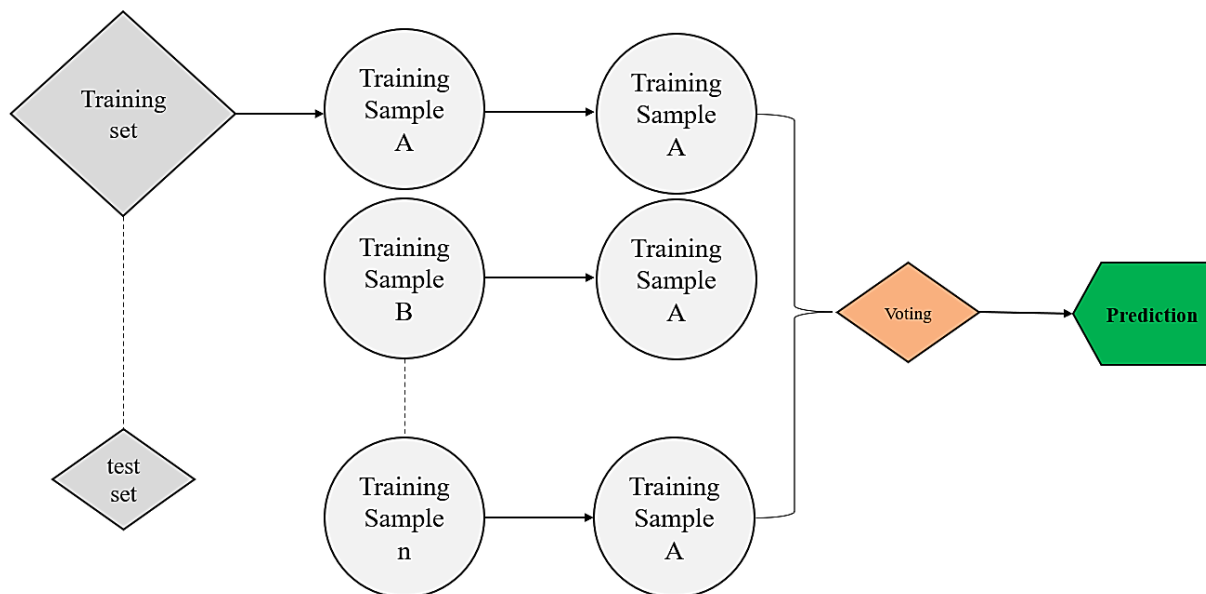 Training
set
Training
Sample
A
Training
Sample
A
Training
Sample
B
Training
Sample
A
Voting
Prediction
test
set
Training
Sample
n
Training
Sample
A